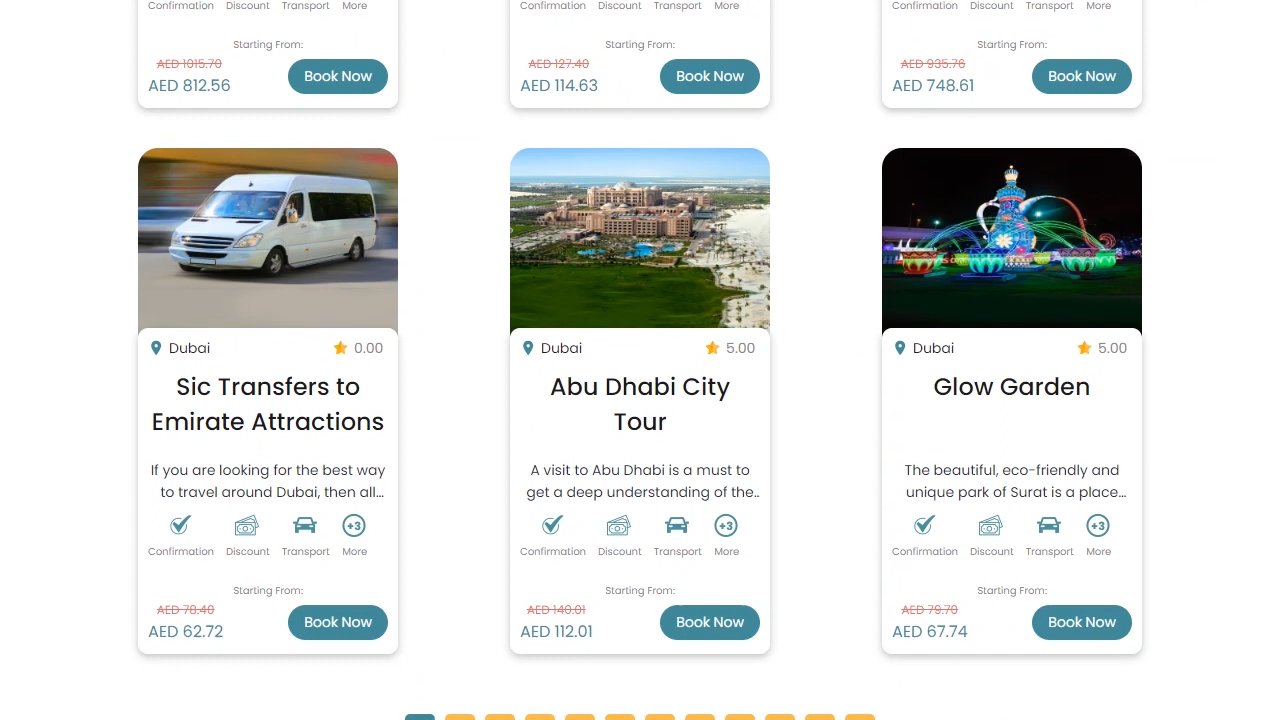 Confirmation Discount Transport More
Starting From:
AED 1015.70
AED 812.56
Book Now
Confirmation Discount Transport More
Starting From:
AED 127.40
AED 114.63
Book Now
Confirmation Discount Transport More
Starting From:
AED 935.76
AED 748.61
Book Now
Dubai 0.00
Sic Transfers to
Emirate Attractions
If you are looking for the best way
to travel around Dubai, then all...
+3
Confirmation Discount Transport More
Starting From:
AED 78.40
AED 62.72
Book Now
Dubai 5.00
Abu Dhabi City
Tour
A visit to Abu Dhabi is a must to
get a deep understanding of the..
+3
Confirmation Discount Transport More
Starting From:
AED 140.01
AED 112.01
Book Now
Dubai 5.00
Glow Garden
The beautiful, eco-friendly and
unique park of Surat is a place...
+3
Confirmation Discount Transport More
Starting From:
AED 79.70
AED 67.74
Book Now